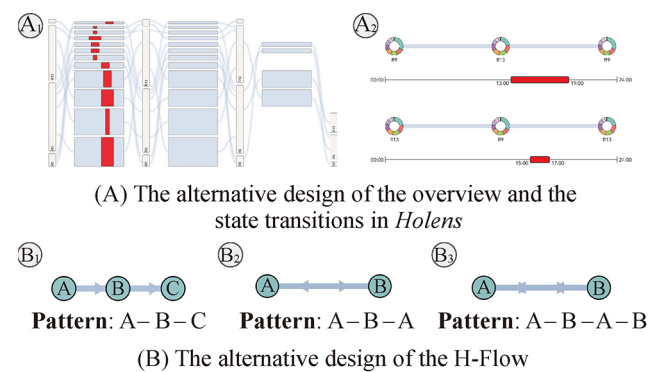 A1
A2
R9
R13
R9
00:00
13:00
19:00
24:00
R13
R9
R13
00:00
15:00
17:00
24:00
(A) The alternative design of the overview and the
state transitions in Holens
B1
B2
B3
A
B
C
A
B
A
B
Pattern: A– B – C
Pattern: A – B – A
Pattern: A – B – A – B
(B) The alternative design of the H-Flow